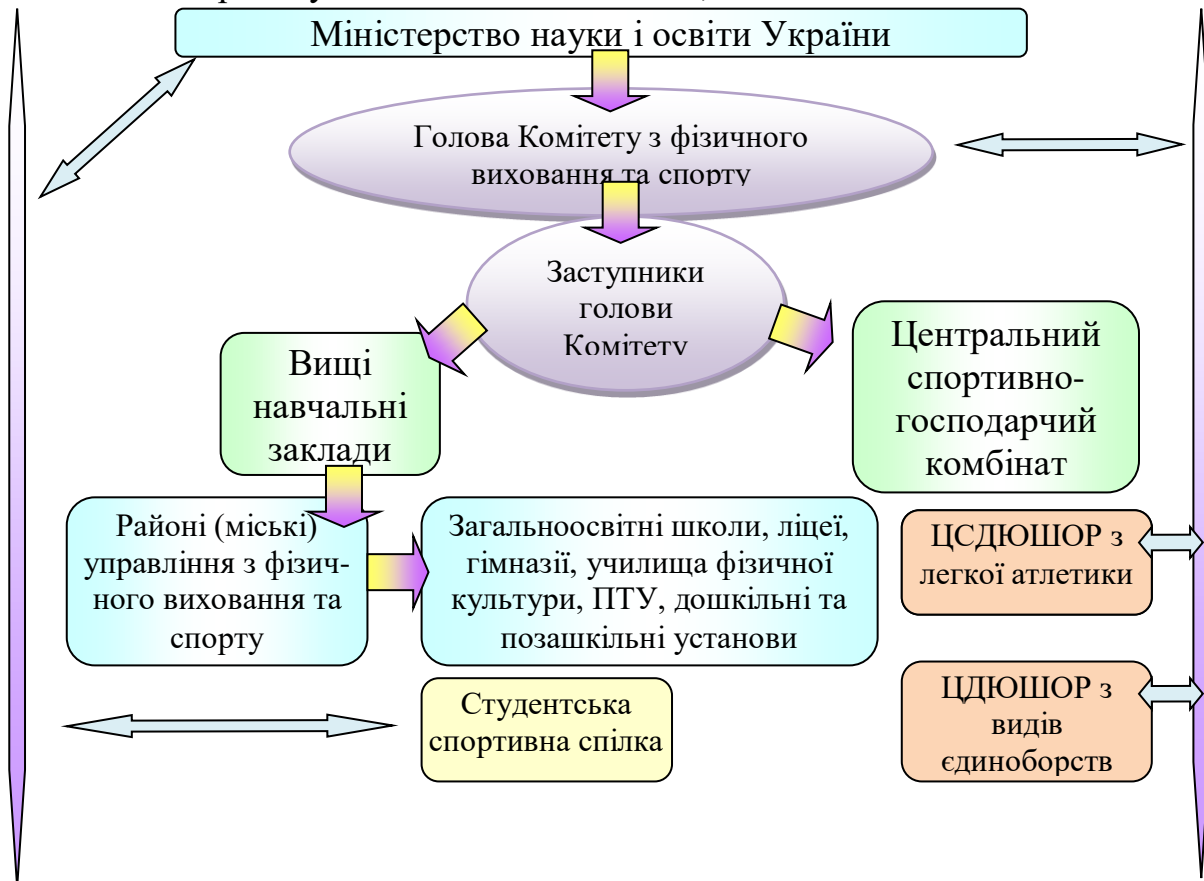 Міністерство науки і освіти України
Голова Комітету з фізичного
виховання та спорту
Заступники
голови
Комітету
Вищі
навчальні
заклади
Центральний
спортивно-
господарчий
комбінат
Районі (міські)
управління з фізич-
ного виховання та
спорту
Загальноосвітні школи, ліцеї,
гімназії, училища фізичної
культури, ПТУ, дошкільні та
позашкільні установи
ЦСДЮШОР з
легкої атлетики
Студентська
спортивна спілка
ЦДЮШОР з
видів
єдиноборств